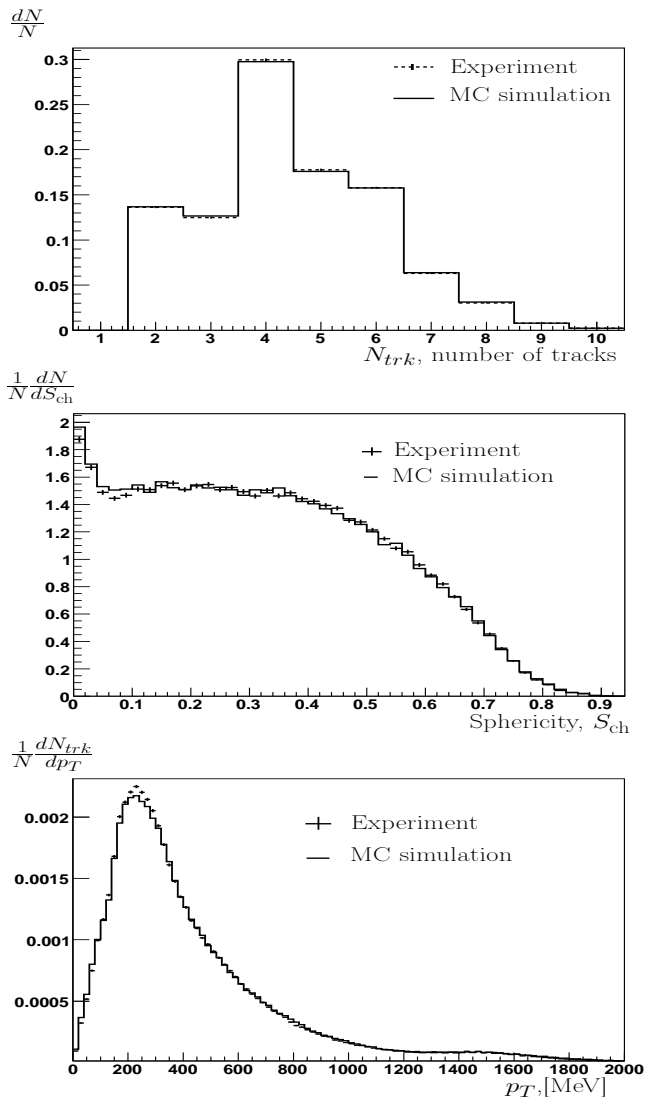 dN/N
0.3
0.25
0.2
0.15
0.1
0.05
0
Experiment
MC simulation
1 2 3 4 5 6 7 8 9 10
N_trk, number of tracks
1/N dN/dS_ch
2
1.8
1.6
1.4
1.2
1
0.8
0.6
0.4
0.2
0
Experiment
MC simulation
0 0.1 0.2 0.3 0.4 0.5 0.6 0.7 0.8 0.9
Sphericity, S_ch
1/N dN_trk/dp_T
0.002
0.0015
0.001
0.0005
Experiment
MC simulation
0 200 400 600 800 1000 1200 1400 1600 1800 2000
p_T,[MeV]